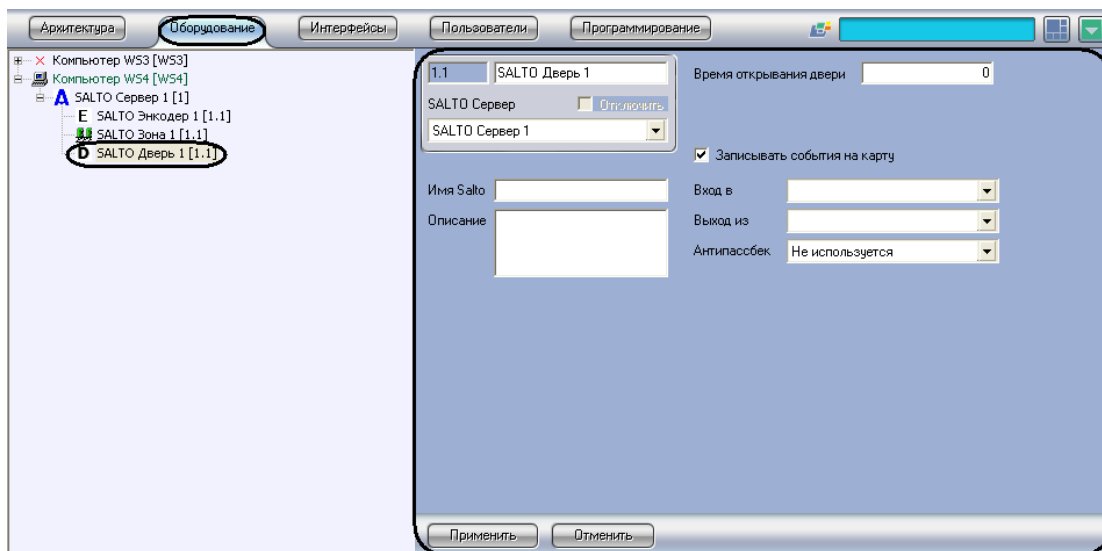 Архитектура Оборудование Интерфейсы Пользователи Программирование
Компьютер WS3 [WS3]
Компьютер WS4 [WS4]
A SALTO Сервер 1 [1]
E SALTO Энкодер 1 [1.1]
SALTO Зона 1 [1.1]
D SALTO Дверь 1 [1.1]
1.1 SALTO Дверь 1
SALTO Сервер Отключить
SALTO Сервер 1
Имя Salto
Описание
Время открывания двери 0
Записывать события на карту
Вход в
Выход из
Антипассбек Не используется
Применить Отменить